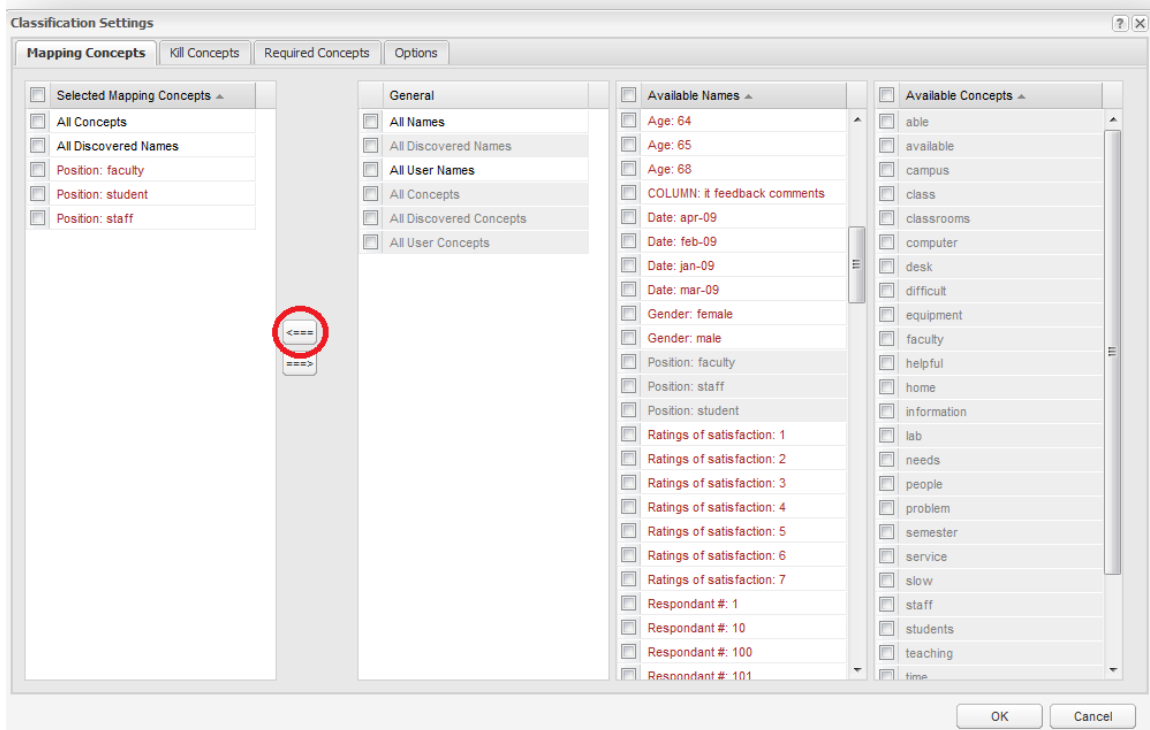 Classification Settings
?
X
Mapping Concepts
Kill Concepts
Required Concepts
Options
Selected Mapping Concepts
All Concepts
All Discovered Names
Position: faculty
Position: student
Position: staff
<===
===>
General
All Names
All Discovered Names
All User Names
All Concepts
All Discovered Concepts
All User Concepts
Available Names
Age: 64
Age: 65
Age: 68
COLUMN: it feedback comments
Date: apr-09
Date: feb-09
Date: jan-09
Date: mar-09
Gender: female
Gender: male
Position: faculty
Position: staff
Position: student
Ratings of satisfaction: 1
Ratings of satisfaction: 2
Ratings of satisfaction: 3
Ratings of satisfaction: 4
Ratings of satisfaction: 5
Ratings of satisfaction: 6
Ratings of satisfaction: 7
Respondant #: 1
Respondant #: 10
Respondant #: 100
Respondant #: 101
Available Concepts
able
available
campus
class
classrooms
computer
desk
difficult
equipment
faculty
helpful
home
information
lab
needs
people
problem
semester
service
slow
staff
students
teaching
time
OK
Cancel